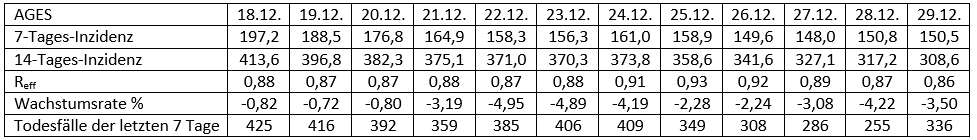 AGES 18.12. 19.12. 20.12. 21.12. 22.12. 23.12. 24.12. 25.12. 26.12. 27.12. 28.12. 29.12.
7-Tages-Inzidenz 197,2 188,5 176,8 164,9 158,3 156,3 161,0 158,9 149,6 148,0 150,8 150,5
14-Tages-Inzidenz 413,6 396,8 382,3 375,1 371,0 370,3 373,8 358,6 341,6 327,1 317,2 308,6
Reff 0,88 0,87 0,87 0,88 0,87 0,88 0,91 0,93 0,92 0,89 0,87 0,86
Wachstumsrate % -0,82 -0,72 -0,80 -3,19 -4,95 -4,89 -4,19 -2,28 -2,24 -3,08 -4,22 -3,50
Todesfälle der letzten 7 Tage 425 416 392 359 385 406 409 349 308 286 255 336